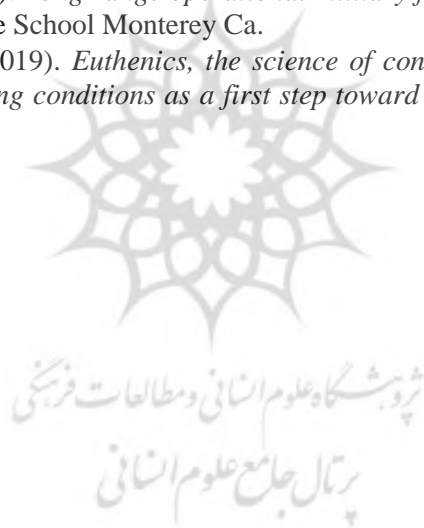 e School Monterey Ca.
019). Euthenics, the science of con
ng conditions as a first step toward
پژوهشگاه علوم انسانی و مطالعات فرهنگی
پرتال جامع علوم انسانی